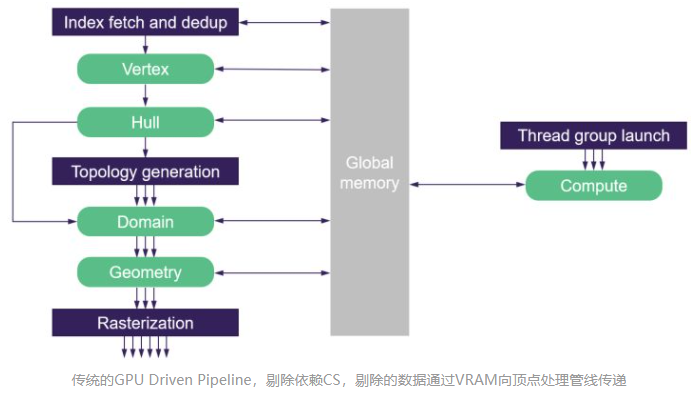 Index fetch and dedup
Vertex
Hull
Topology generation
Domain
Geometry
Rasterization
Global
memory
Thread group launch
Compute
传统的GPU Driven Pipeline，剔除依赖CS，剔除的数据通过VRAM向顶点处理管线传递